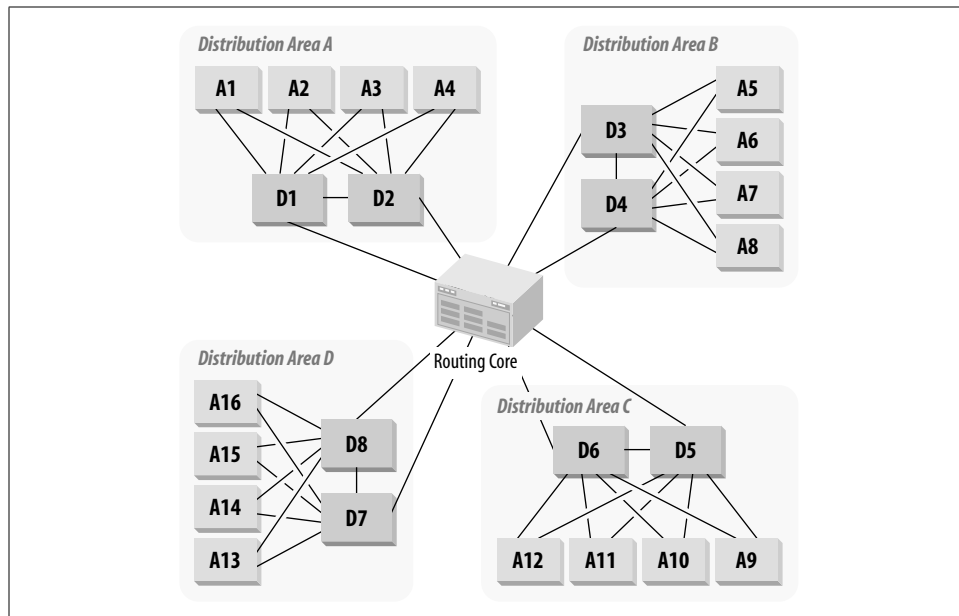 Distribution Area A
A1 A2 A3 A4
D1 D2
Distribution Area B
D3
D4
A5
A6
A7
A8
Routing Core
Distribution Area D
A16
A15
A14
A13
D8
D7
Distribution Area C
D6 D5
A12 A11 A10 A9